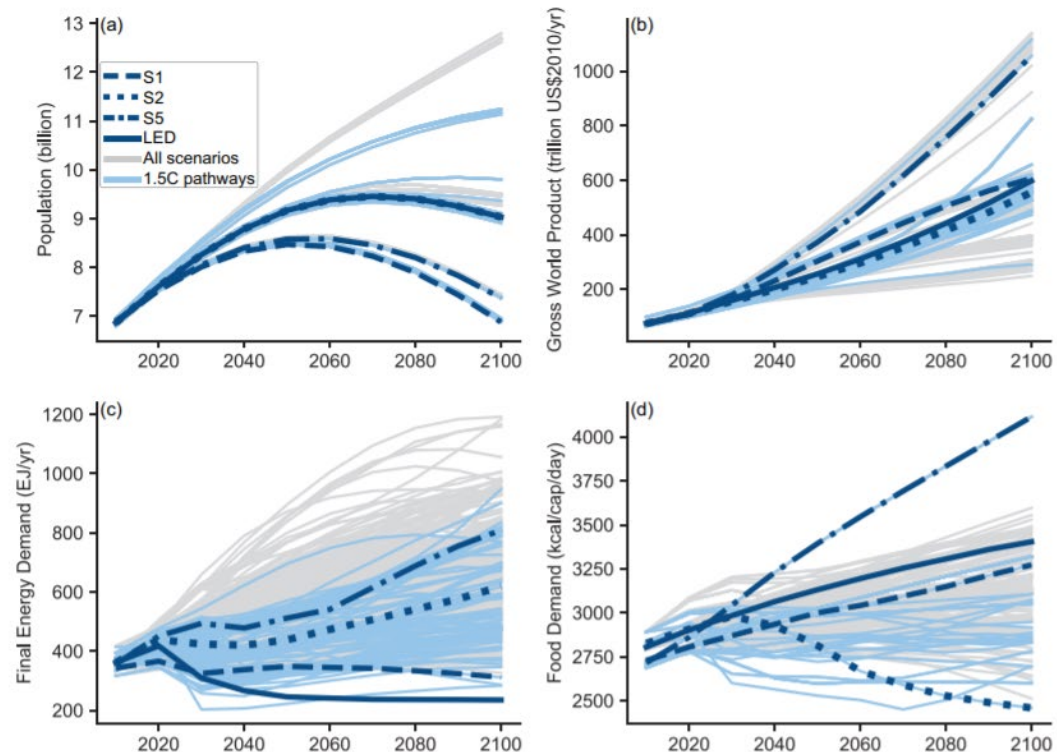 (a)
Population (billion)
13
12
11
10
9
8
7
S1
S2
S5
LED
All scenarios
1.5C pathways
2020 2040 2060 2080 2100
(b)
Gross World Product (trillion US$2010/yr)
1000
800
600
400
200
2020 2040 2060 2080 2100
(c)
Final Energy Demand (EJ/yr)
1200
1000
800
600
400
200
2020 2040 2060 2080 2100
(d)
Food Demand (kcal/cap/day)
4000
3750
3500
3250
3000
2750
2500
2020 2040 2060 2080 2100